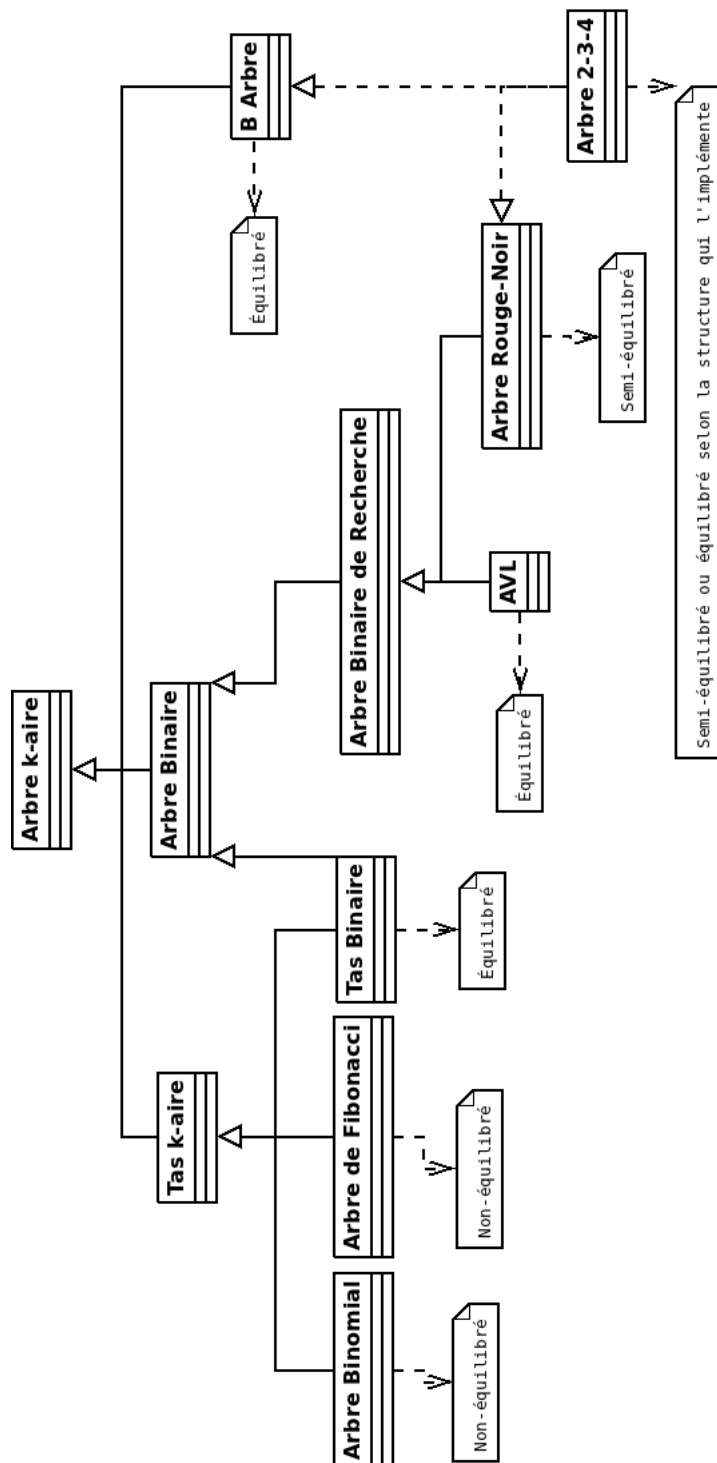 Arbre k-aire
Tas k-aire
Arbre Binaire
B Arbre
Équilibré
Arbre Binomial
Arbre de Fibonacci
Tas Binaire
Arbre Binaire de Recherche
Non-équilibré
Non-équilibré
Équilibré
AVL
Équilibré
Arbre Rouge-Noir
Semi-équilibré
Arbre 2-3-4
Semi-équilibré ou équilibré selon la structure qui l'implémente